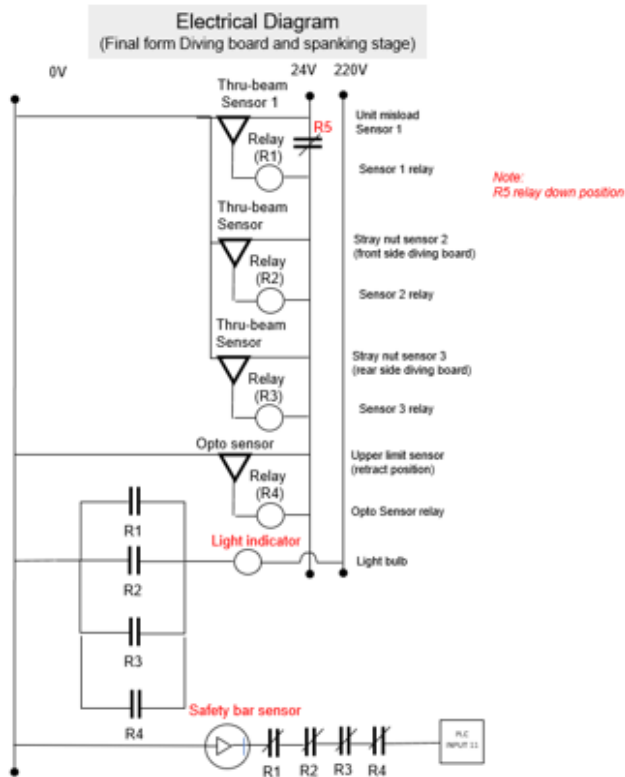 Electrical Diagram
(Final form Diving board and spanking stage)
0V
24V
220V
Thru-beam
Sensor 1
R5
Unit misload
Sensor 1
Relay
(R1)
Sensor 1 relay
Note:
R5 relay down position
Thru-beam
Sensor
Stray nut sensor 2
(front side diving board)
Relay
(R2)
Sensor 2 relay
Thru-beam
Sensor
Stray nut sensor 3
(rear side diving board)
Relay
(R3)
Sensor 3 relay
Opto sensor
Upper limit sensor
(retract position)
Relay
(R4)
Opto Sensor relay
R1
Light indicator
Light bulb
R2
R3
R4
Safety bar sensor
PLC
INPUT 11
R1 R2 R3 R4